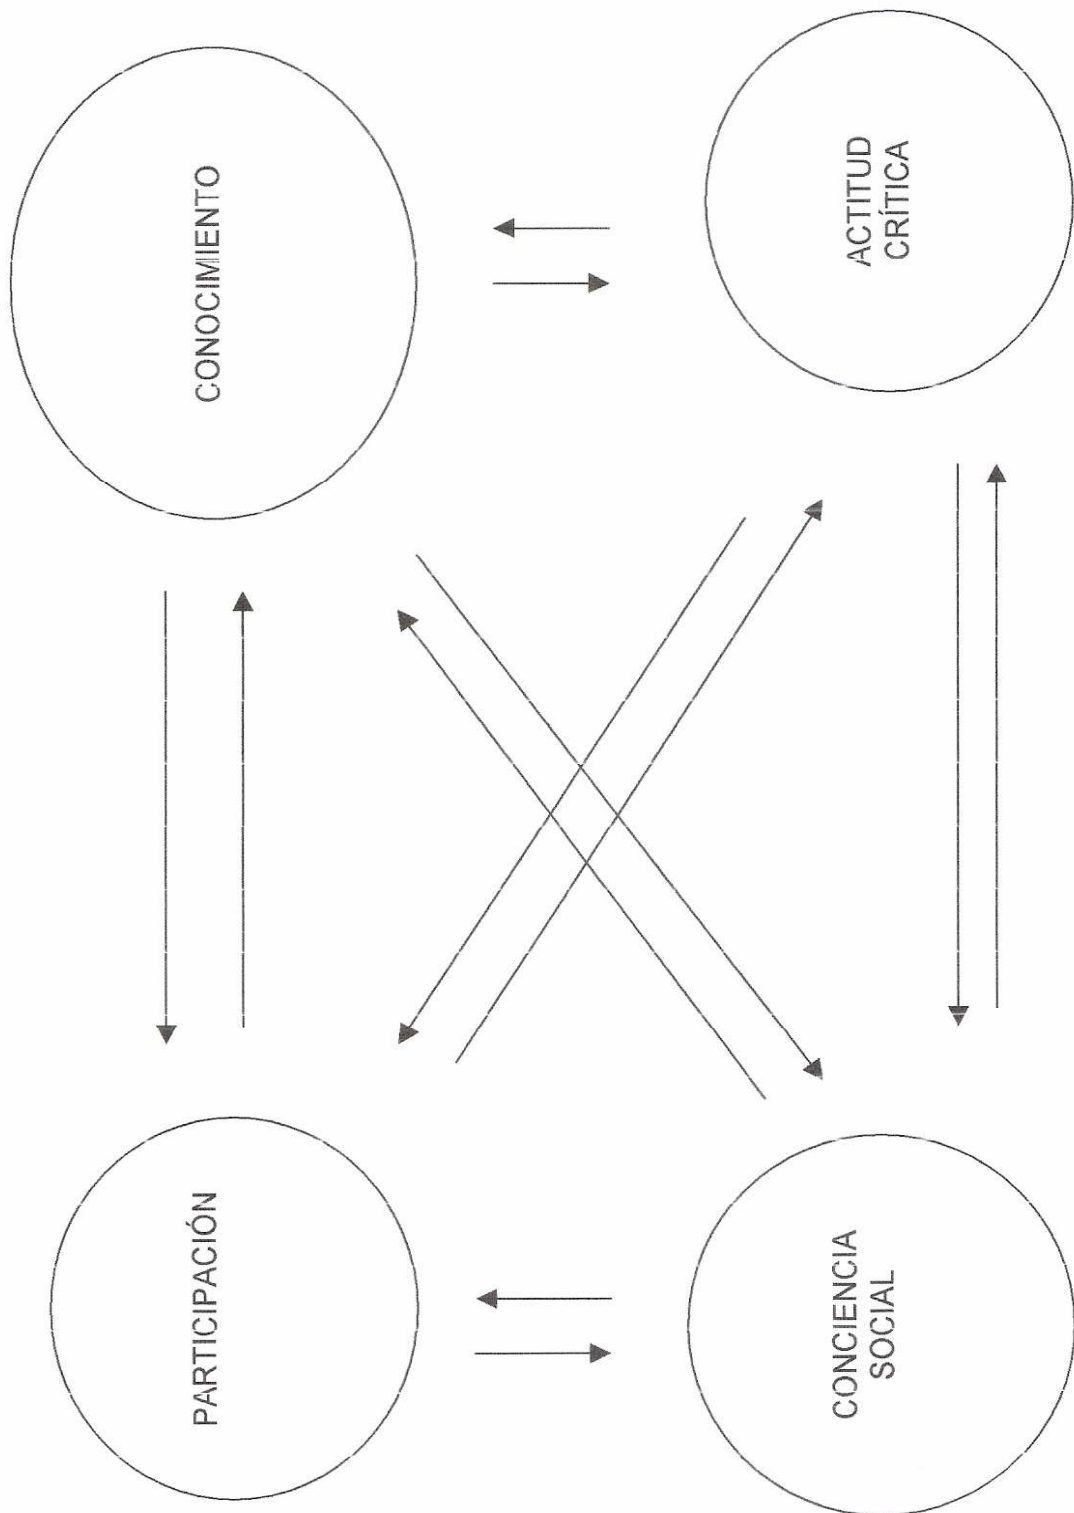 PARTICIPACIÓN
CONOCIMIENTO
CONCIENCIA
SOCIAL
ACTITUD
CRÍTICA